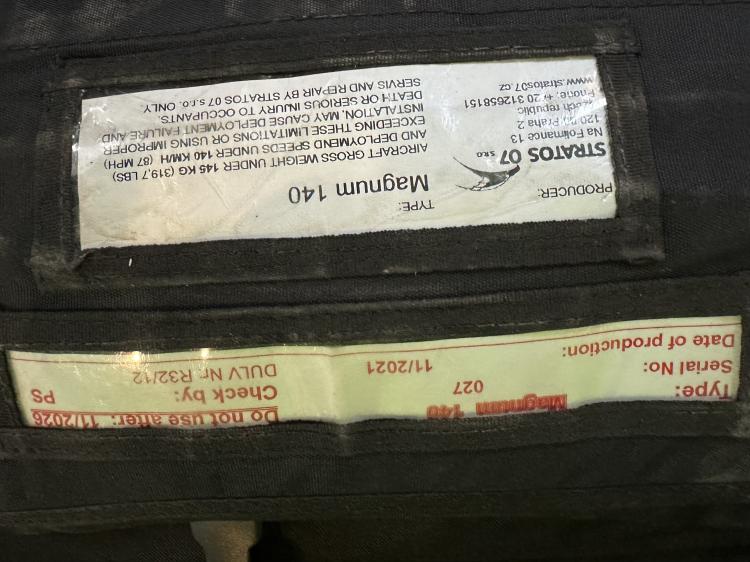 PRODUCER:
STRATOS 07 s.r.o.
Na Folimance 13
120 00 Praha 2
Czech republic
Phone: +420 312658151
www.stratos07.cz
TYPE:
Magnum 140
AIRCRAFT GROSS WEIGHT UNDER 145 KG (319,7 LBS)
AND DEPLOYMEND SPEEDS UNDER 140 KM/H (87 MPH)
EXCEEDING THESE LIMITATIONS OR USING IMPROPER
INSTALLATION, MAY CAUSE DEPLOYMENT FAILURE AND
DEATH OR SERIOUS INJURY TO OCCUPANTS.
SERVIS AND REPAIR BY STRATOS 07 s.r.o. ONLY.
Type: Magnum 140
Serial No: 027
Date of production: 11/2021
Do not use after: 11/2026
Check by: PS
DULV Nr R32/12